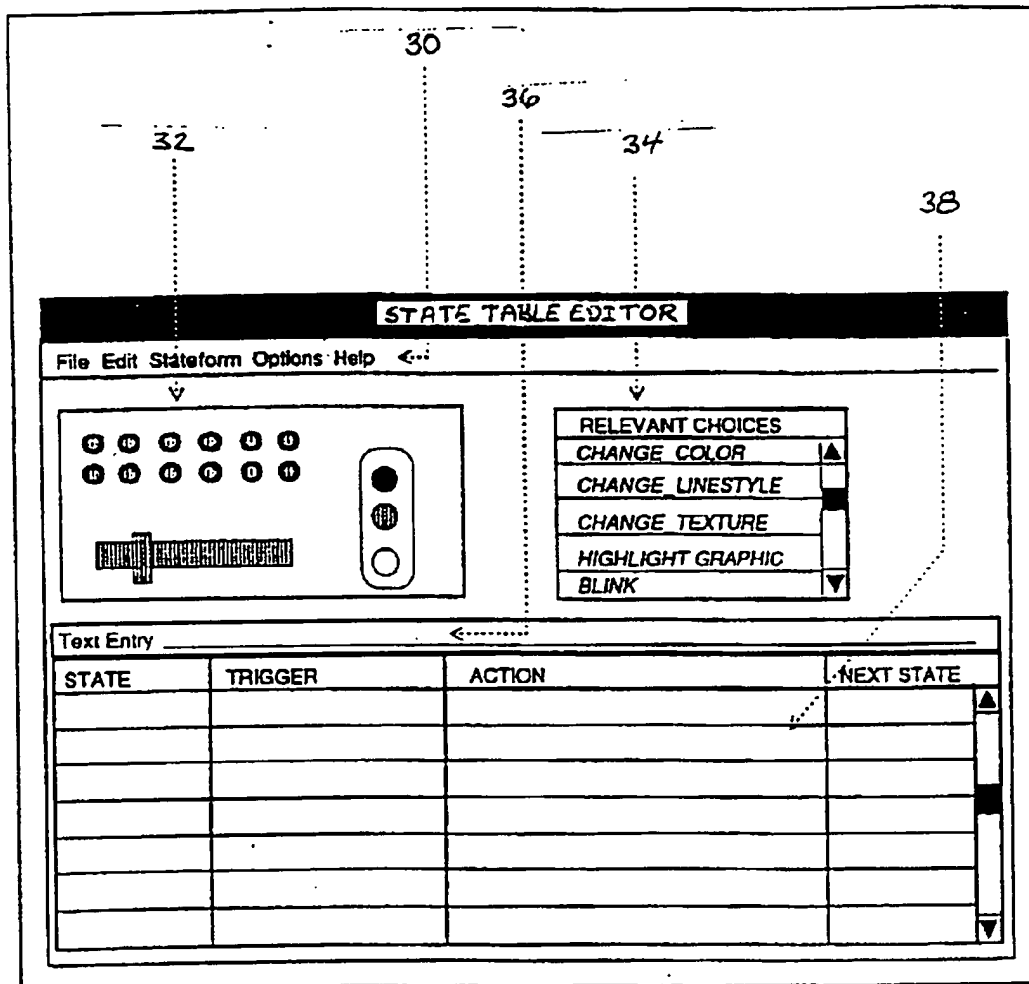 30
36
32
34
38
STATE TABLE EDITOR
File Edit Stateform Options Help
RELEVANT CHOICES
CHANGE_COLOR
CHANGE_LINESTYLE
CHANGE_TEXTURE
HIGHLIGHT GRAPHIC
BLINK
Text Entry
STATE TRIGGER ACTION NEXT STATE